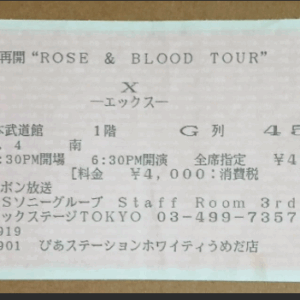 再開“ROSE & BLOOD TOUR”
X
―エックス―
本武道館 1階 G列 45
.4 南
:30PM開場 6:30PM開演 全席指定 ¥4
[料金 ¥4,000:消費税
ポン放送
Sソニーグループ Staff Room 3rd
ックステージTOKYO 03-499-7357
919
901 ぴあステーションホワイティうめだ店